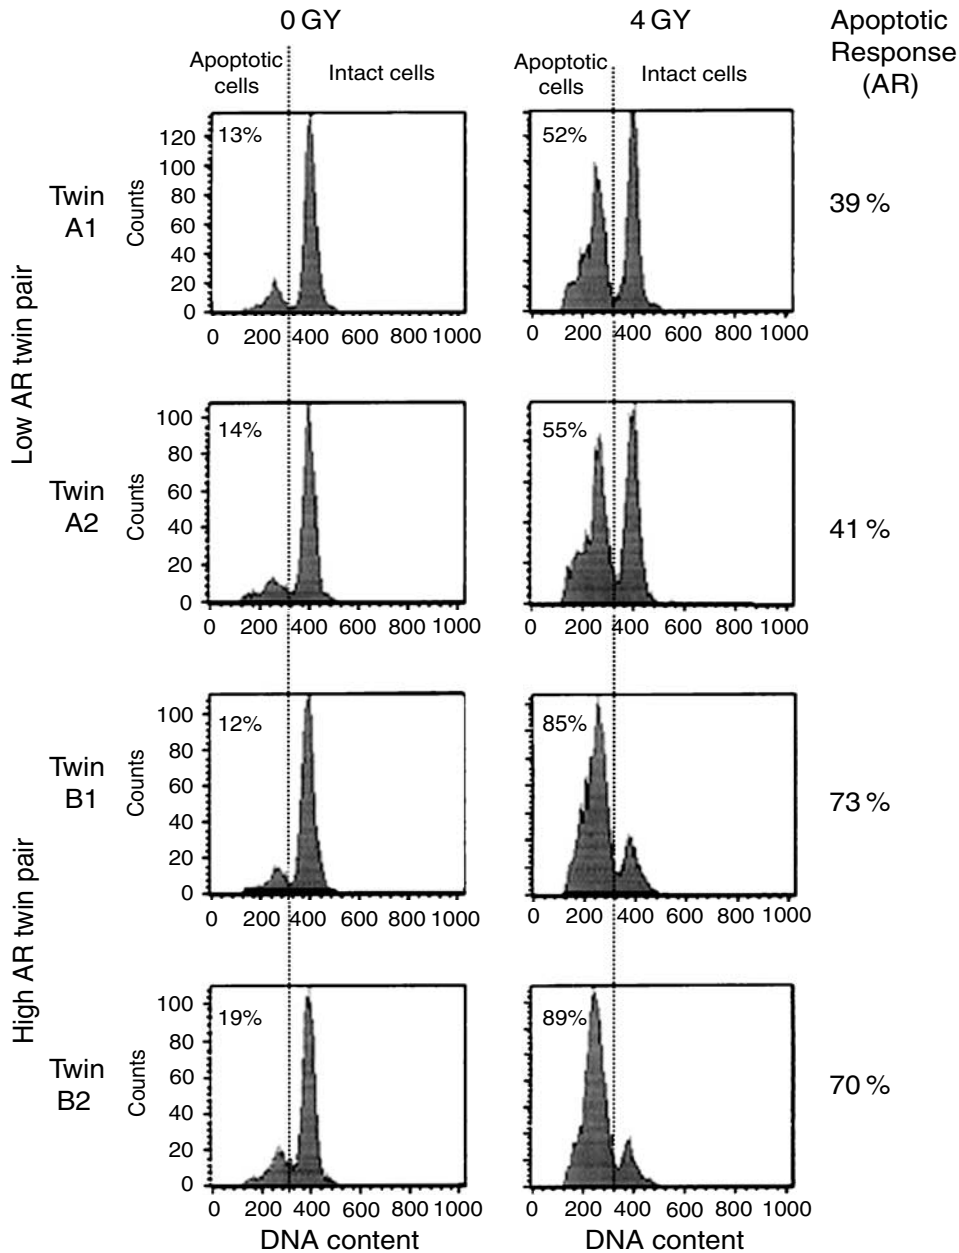 0 GY
4 GY
Apoptotic
Response
(AR)
Apoptotic
cells
Intact cells
Apoptotic
cells
Intact cells
Low AR twin pair
Twin
A1
Counts
120
100
80
60
40
20
0
13%
0 200 400 600 800 1000
52%
0 200 400 600 800 1000
39 %
Twin
A2
Counts
100
80
60
40
20
0
14%
0 200 400 600 800 1000
55%
0 200 400 600 800 1000
41 %
High AR twin pair
Twin
B1
Counts
100
80
60
40
20
0
12%
0 200 400 600 800 1000
85%
0 200 400 600 800 1000
73 %
Twin
B2
Counts
100
80
60
40
20
0
19%
0 200 400 600 800 1000
89%
0 200 400 600 800 1000
70 %
DNA content
DNA content